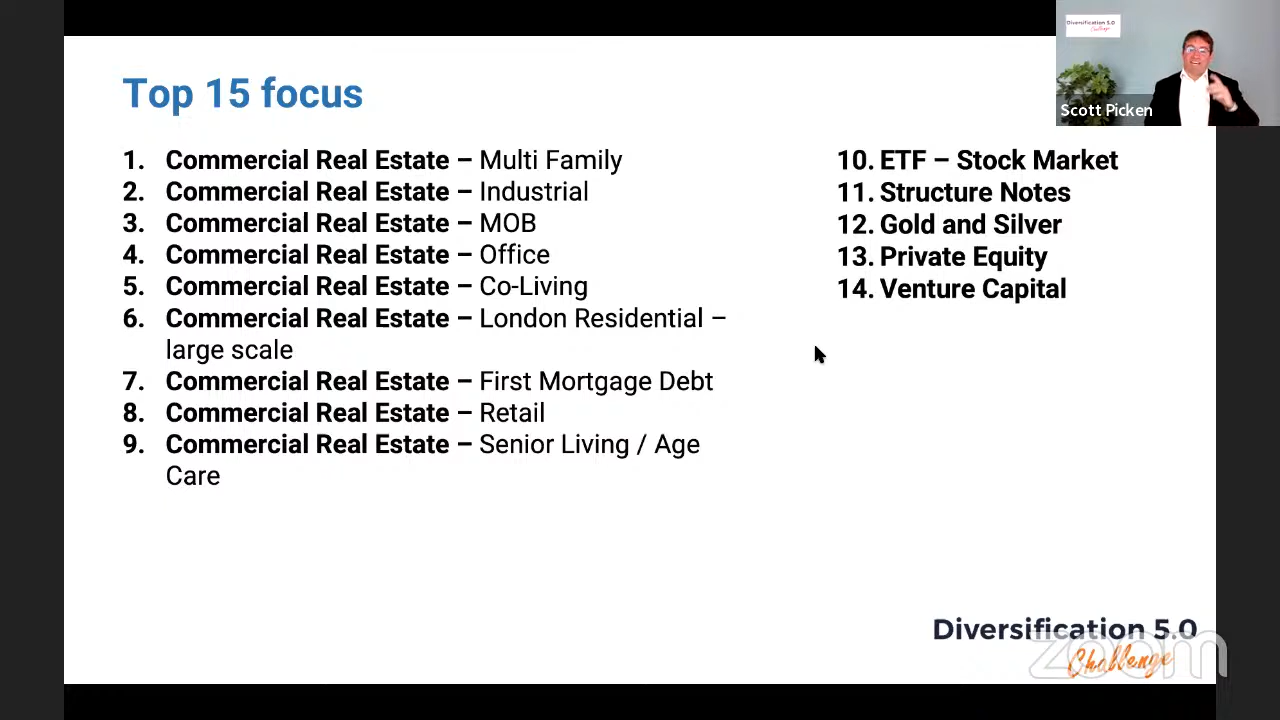 Top 15 focus
1. Commercial Real Estate – Multi Family
2. Commercial Real Estate – Industrial
3. Commercial Real Estate – MOB
4. Commercial Real Estate – Office
5. Commercial Real Estate – Co-Living
6. Commercial Real Estate – London Residential –
large scale
7. Commercial Real Estate – First Mortgage Debt
8. Commercial Real Estate – Retail
9. Commercial Real Estate – Senior Living / Age
Care
10. ETF – Stock Market
11. Structure Notes
12. Gold and Silver
13. Private Equity
14. Venture Capital
Diversification 5.0
Challenge
Scott Picken
Diversification 5.0
Challenge
zoom